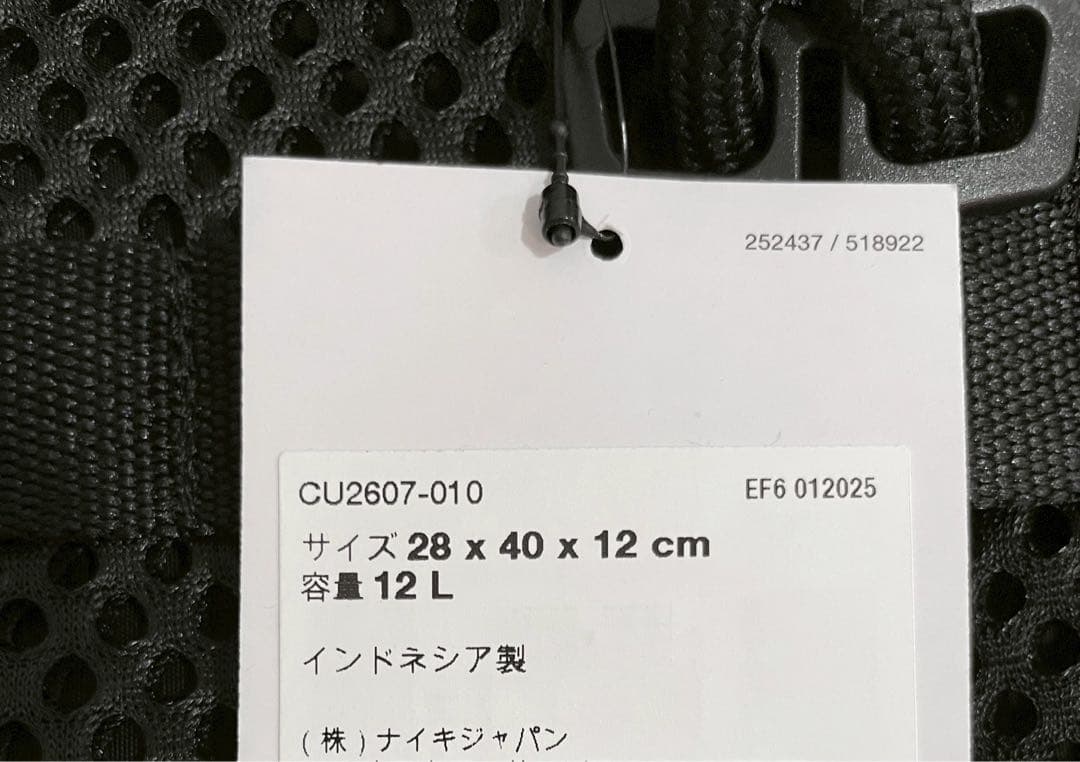 252437 / 518922
CU2607-010 EF6 012025
サイズ 28 x 40 x 12 cm
容量 12 L
インドネシア製
(株)ナイキジャパン